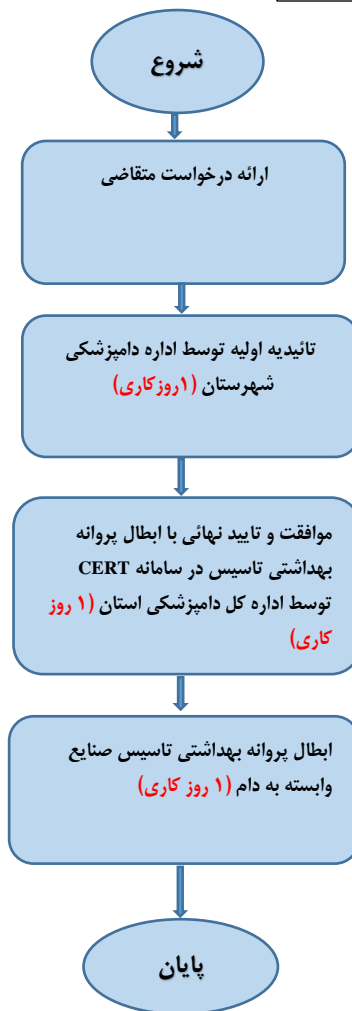 شروع
ارائه درخواست متقاضی
تائیدیه اولیه توسط اداره دامپزشکی
شهرستان (۱روزکاری)
موافقت و تایید نهائی با ابطال پروانه
بهداشتی تاسیس در سامانه CERT
توسط اداره کل دامپزشکی استان (۱ روز
کاری)
ابطال پروانه بهداشتی تاسیس صنایع
وابسته به دام (۱ روز کاری)
پایان